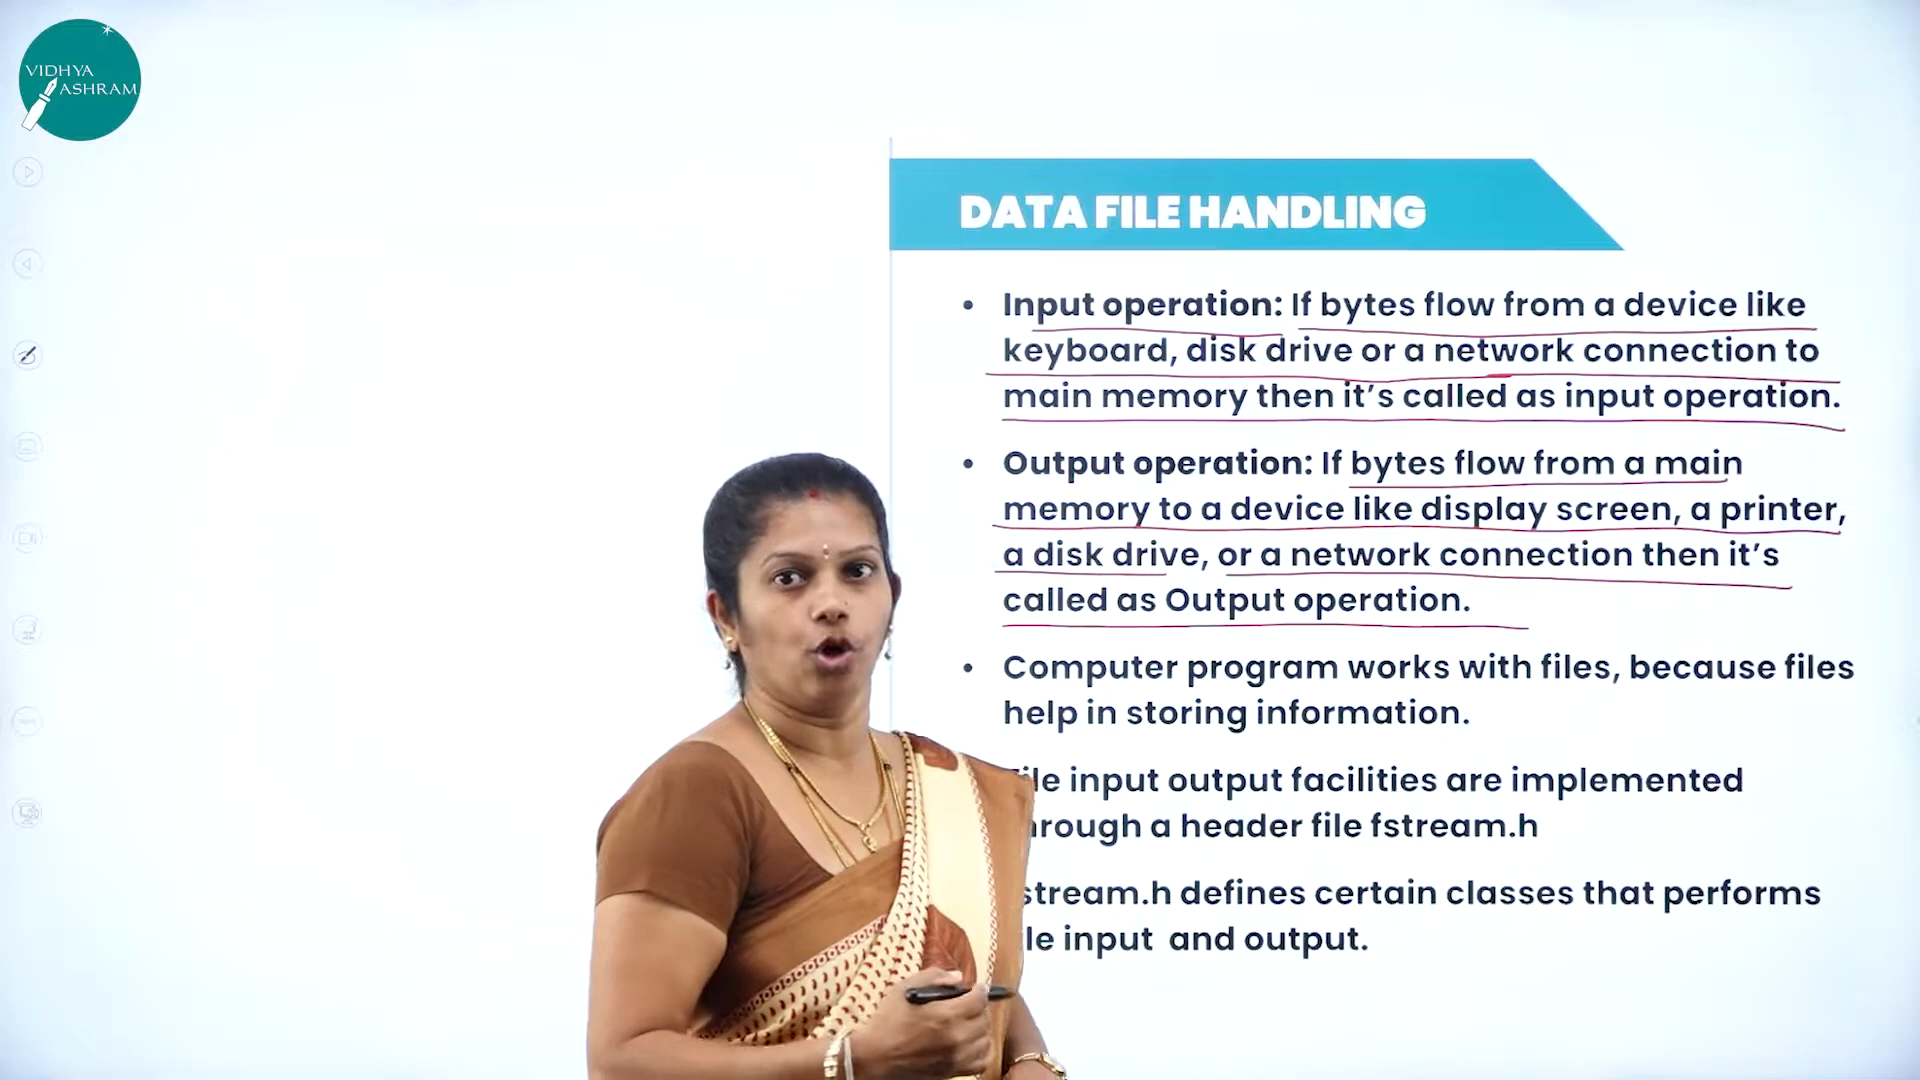 VIDHYA
ASHRAM
DATA FILE HANDLING
• Input operation: If bytes flow from a device like
keyboard, disk drive or a network connection to
main memory then it’s called as input operation.
• Output operation: If bytes flow from a main
memory to a device like display screen, a printer,
a disk drive, or a network connection then it’s
called as Output operation.
• Computer program works with files, because files
help in storing information.
input output facilities are implemented
a header file fstream.h
defines certain classes that performs
input and output.